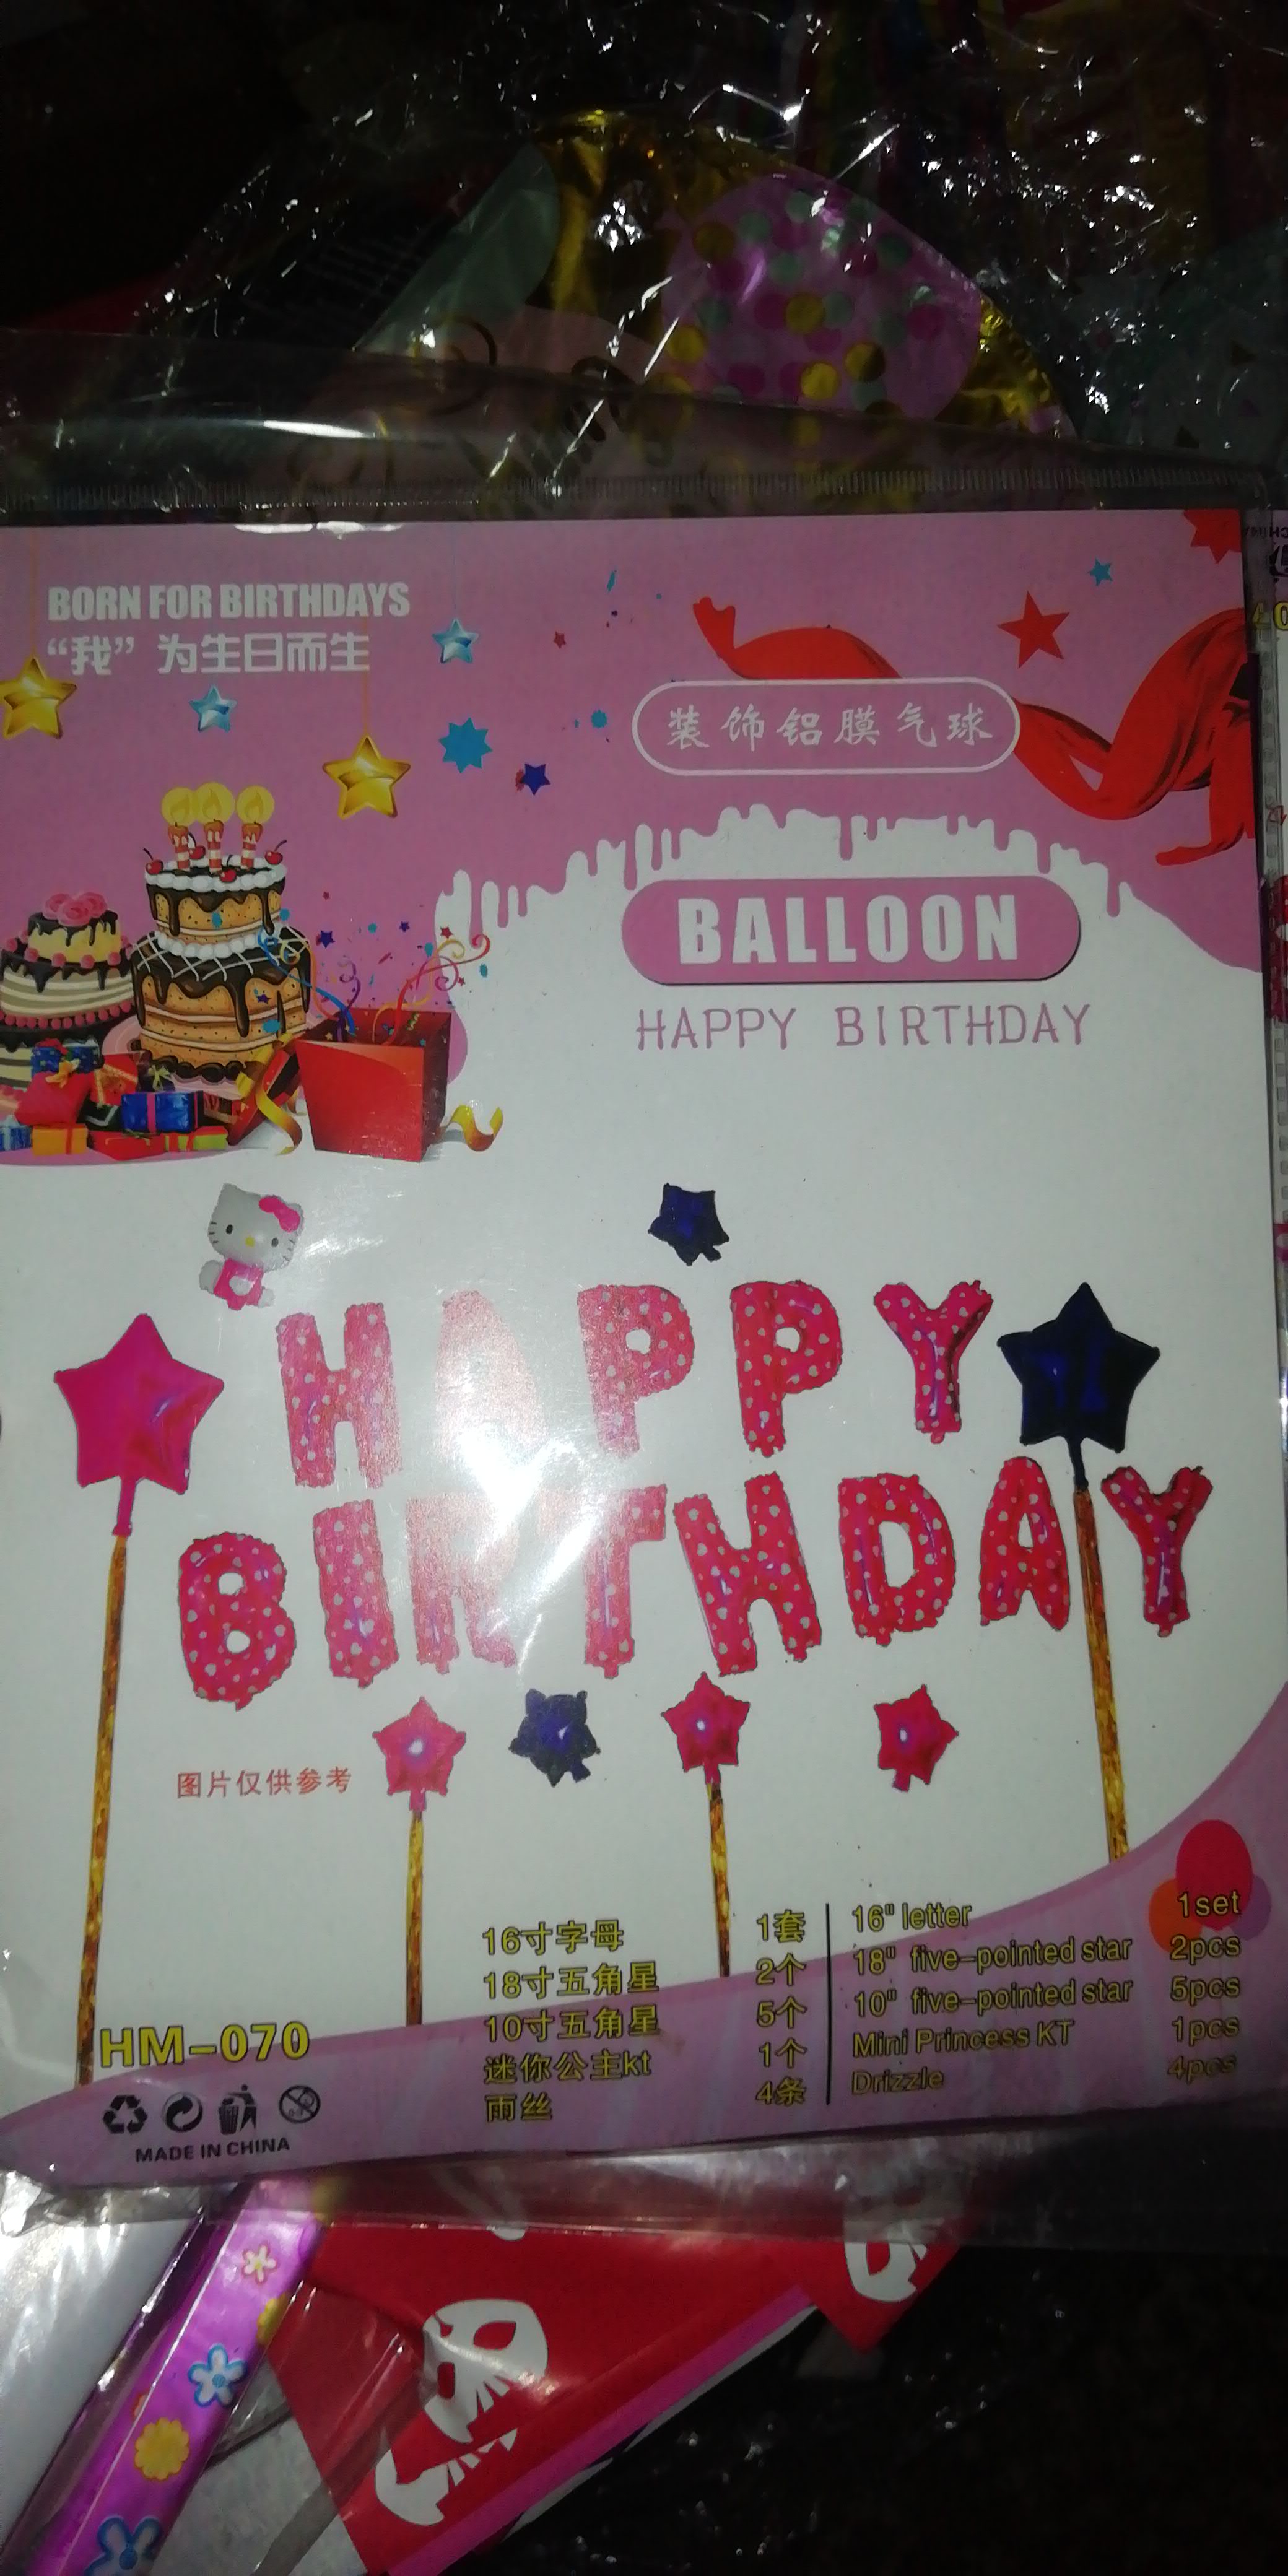 BORN FOR BIRTHDAYS
“我” 为生日而生
装饰铝膜气球
BALLOON
HAPPY BIRTHDAY
HAPPY
BIRTHDAY
图片仅供参考
16寸字母 1套
18寸五角星 2个
10寸五角星 5个
迷你公主kt 1个
雨丝 4条
16" letter 1set
18" five-pointed star 2pcs
10" five-pointed star 5pcs
Mini Princess KT 1pcs
Drizzle 4pcs
HM-070
MADE IN CHINA